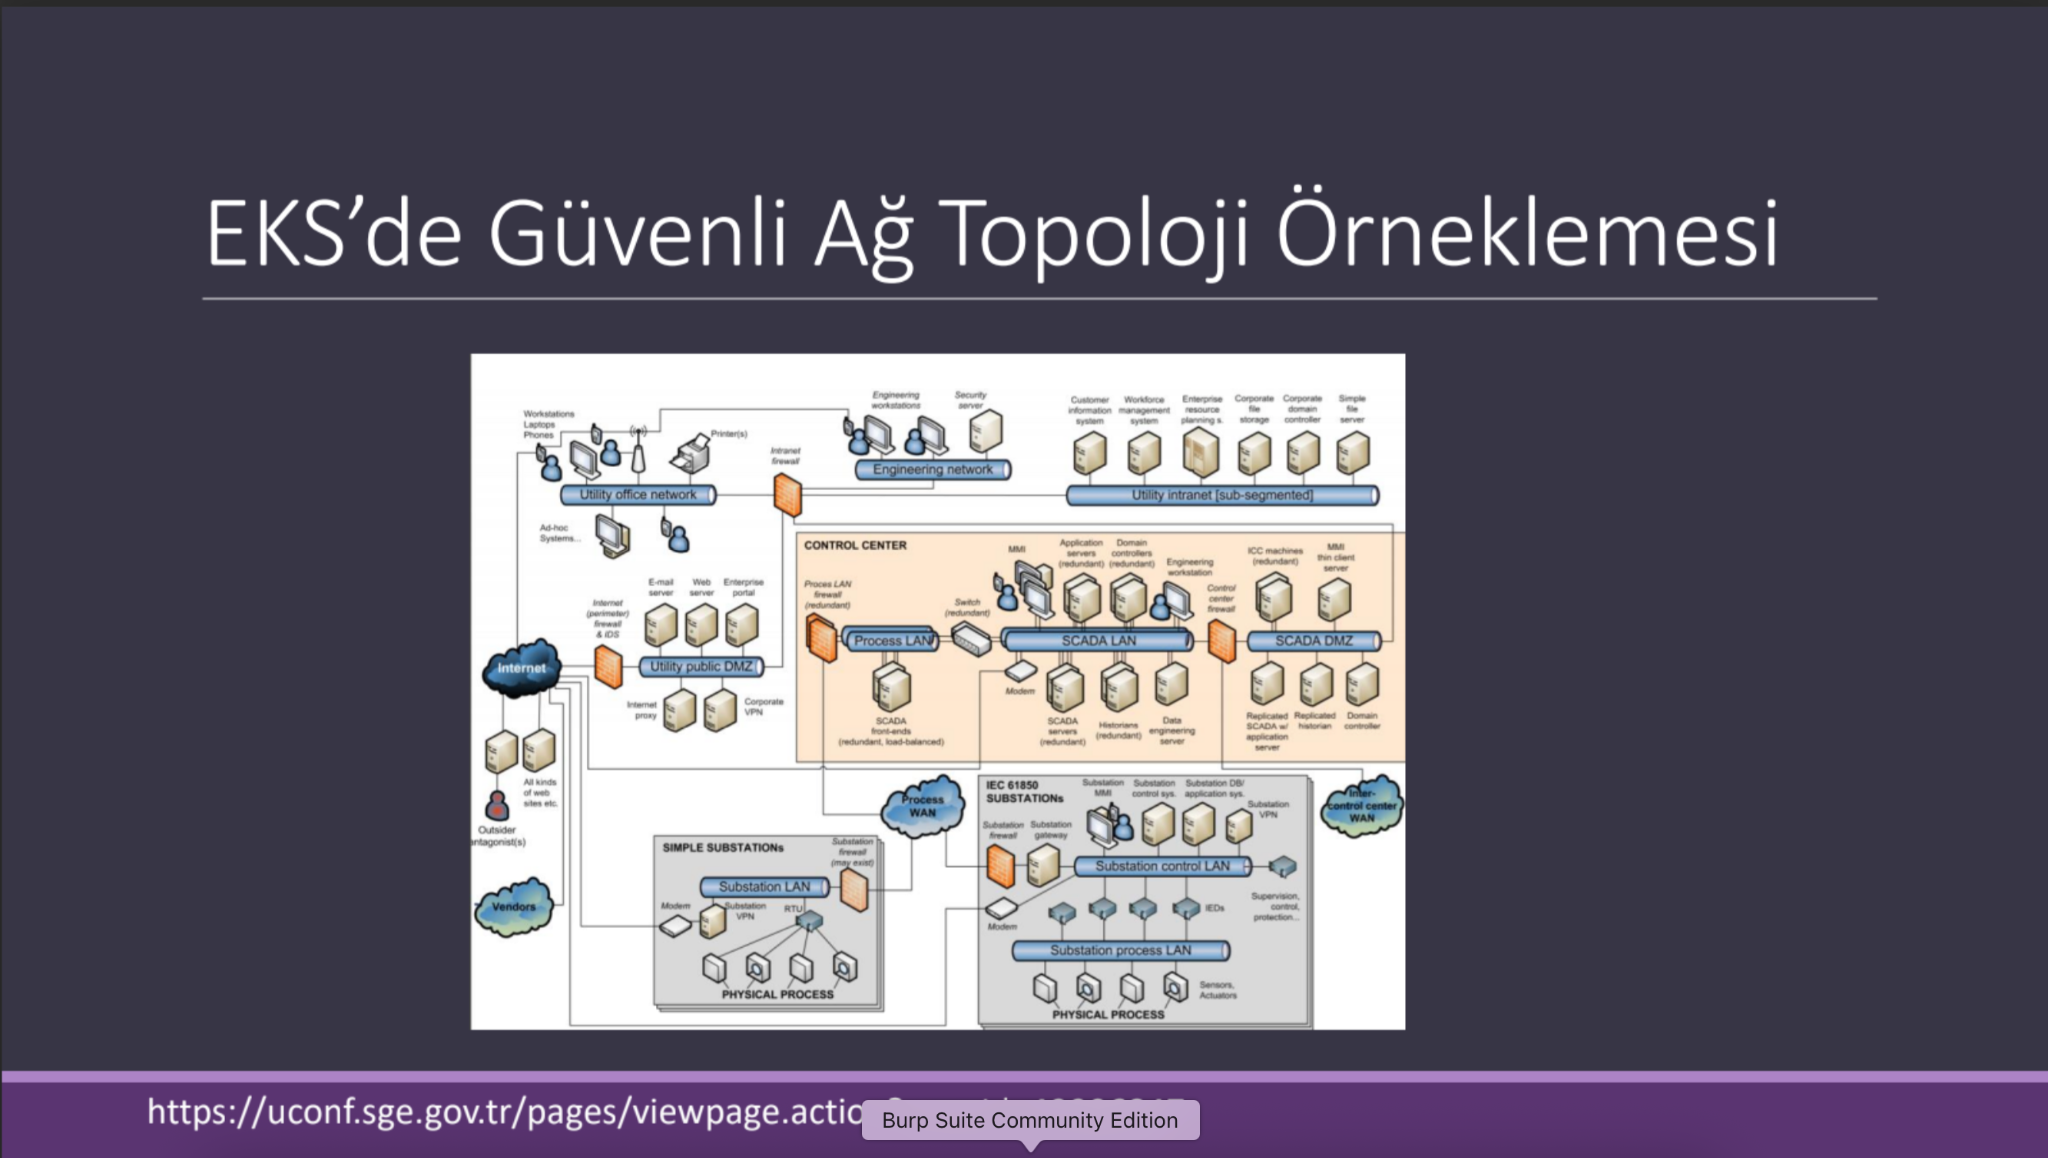 EKS’de Güvenli Ağ Topoloji Örneklemesi
Workstations
Laptops
Phones
Printer(s)
Utility office network
Ad-hoc
Systems...
Intranet
firewall
Engineering
workstations
Security
server
Engineering network
Customer
information
system
Workforce
management
system
Enterprise
resource
planning s.
Corporate
file
storage
Corporate
domain
controller
Simple
file
server
Utility intranet [sub-segmented]
Internet
(perimeter)
firewall
& IDS
E-mail
server
Web
server
Enterprise
portal
Internet
Utility public DMZ
Internet
proxy
Corporate
VPN
All kinds
of web
sites etc.
Outsider
antagonist(s)
Vendors
CONTROL CENTER
Proces LAN
firewall
(redundant)
Process LAN
Switch
(redundant)
SCADA
front-ends
(redundant, load-balanced)
MMI
Application
servers
(redundant)
Domain
controllers
(redundant)
Engineering
workstation
SCADA LAN
Modem
SCADA
servers
(redundant)
Historians
(redundant)
Data
engineering
server
Control
center
firewall
ICC machines
(redundant)
MMI
thin client
server
SCADA DMZ
Replicated
SCADA w/
application
server
Replicated
historian
Domain
controller
Process
WAN
Inter-
control center
WAN
SIMPLE SUBSTATIONs
Substation
firewall
(may exist)
Substation LAN
Modem
Substation
VPN
RTU
PHYSICAL PROCESS
IEC 61850
SUBSTATIONs
Substation
MMI
Substation
control sys.
Substation DB/
application sys.
Substation
VPN
Substation
firewall
Substation
gateway
Substation control LAN
Supervision,
control,
protection...
Modem
IEDs
Substation process LAN
Sensors,
Actuators
PHYSICAL PROCESS
https://uconf.sge.gov.tr/pages/viewpage.actio
Burp Suite Community Edition